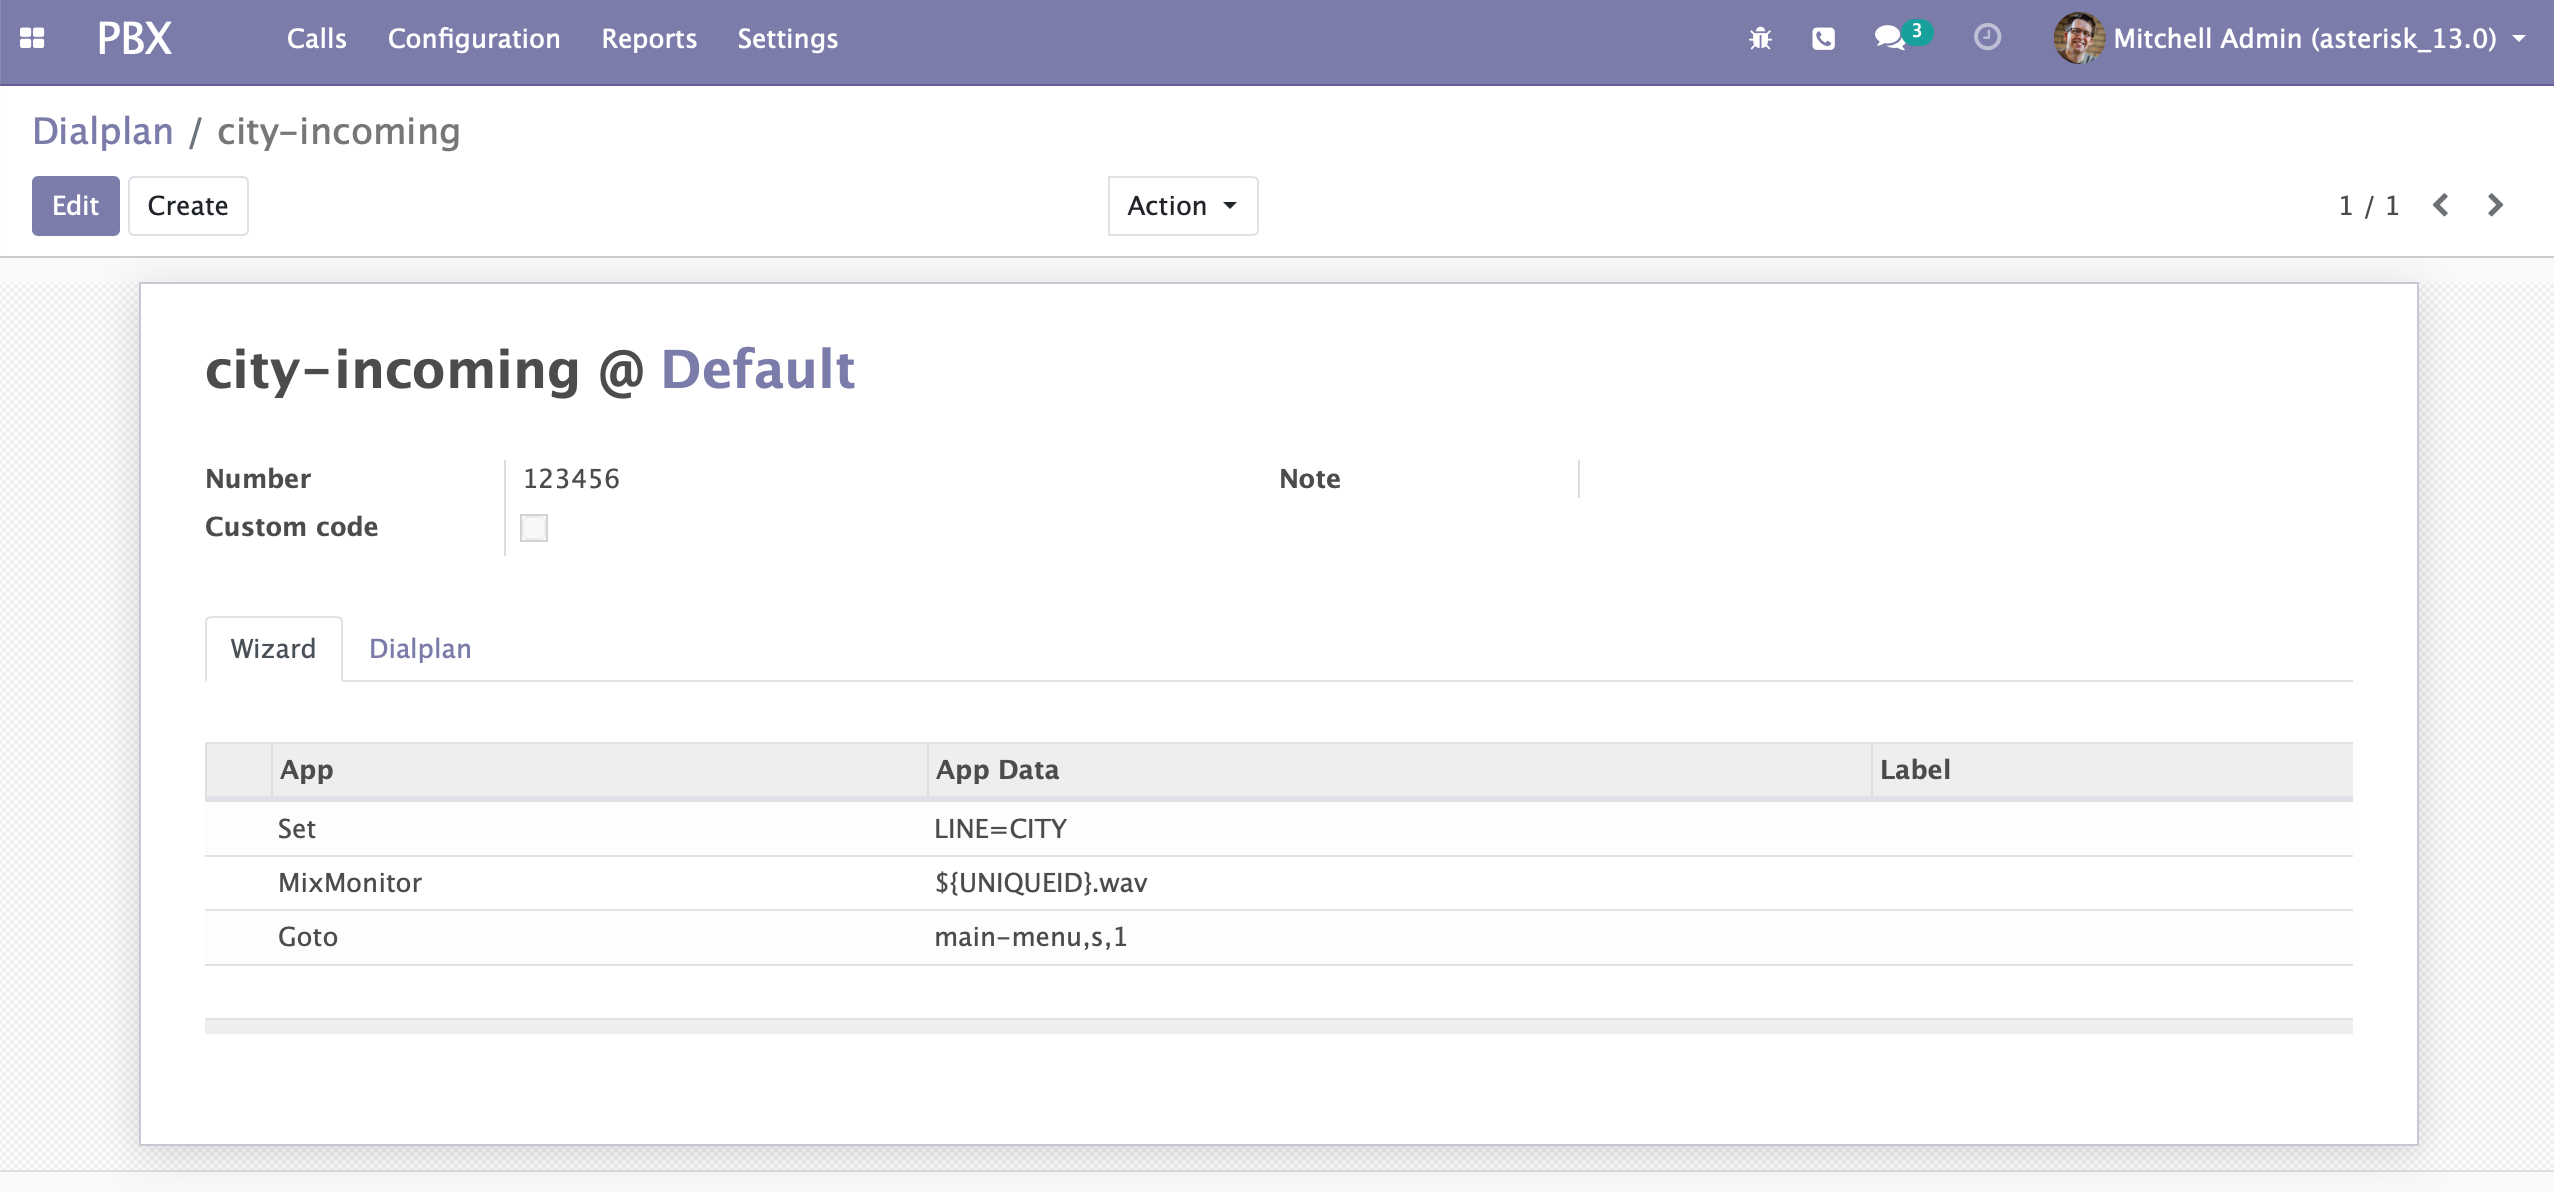 PBX Calls Configuration Reports Settings 3 Mitchell Admin (asterisk_13.0)
Dialplan / city-incoming
Edit Create Action 1 / 1
city-incoming @ Default
Number 123456 Note
Custom code
Wizard Dialplan
App App Data Label
Set LINE=CITY
MixMonitor ${UNIQUEID}.wav
Goto main-menu,s,1